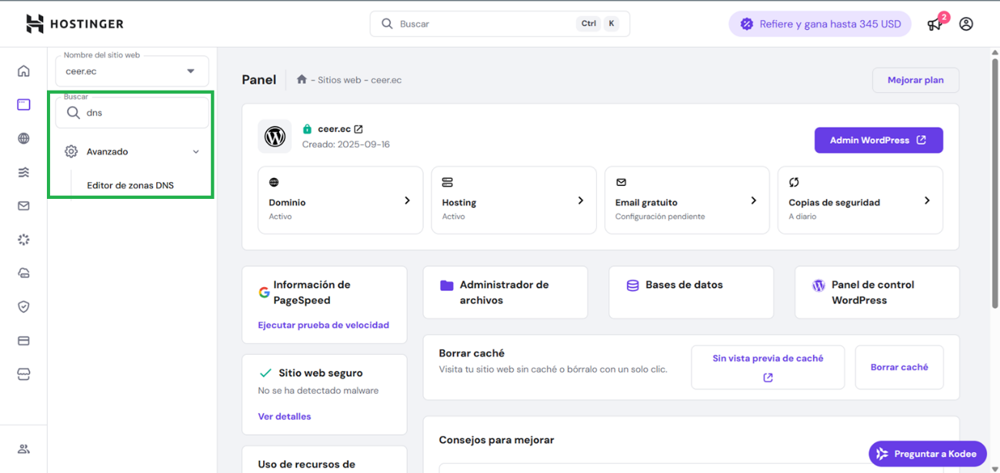 HOSTINGER
Buscar
Ctrl K
Refiere y gana hasta 345 USD
2
Nombre del sitio web
ceer.ec
Buscar
dns
Avanzado
Editor de zonas DNS
Panel
- Sitios web - ceer.ec
Mejorar plan
ceer.ec
Creado: 2025-09-16
Admin WordPress
Dominio
Activo
Hosting
Activo
Email gratuito
Configuración pendiente
Copias de seguridad
A diario
Información de
PageSpeed
Ejecutar prueba de velocidad
Administrador de
archivos
Bases de datos
Panel de control
WordPress
Borrar caché
Visita tu sitio web sin caché o bórralo con un solo clic.
Sin vista previa de caché
Borrar caché
Sitio web seguro
No se ha detectado malware
Ver detalles
Consejos para mejorar
Uso de recursos de
Preguntar a Kodee